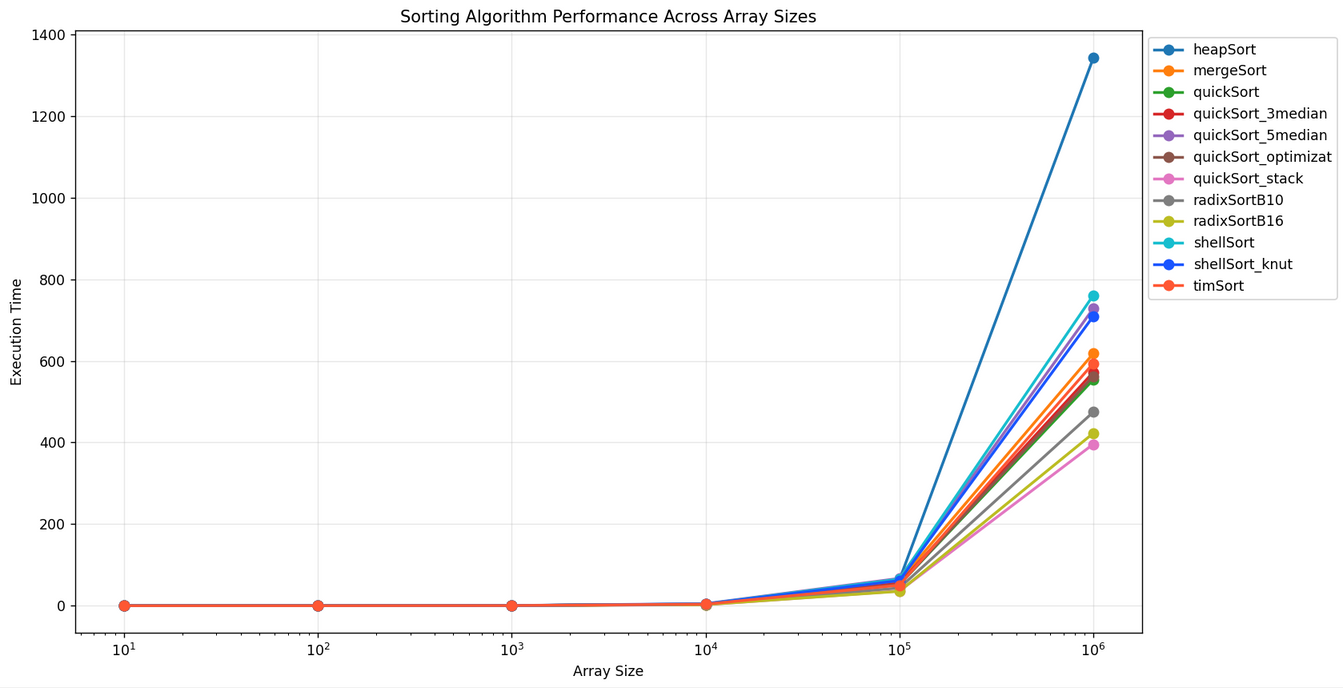 Sorting Algorithm Performance Across Array Sizes
1400
1200
1000
800
600
400
200
0
Execution Time
10¹
10²
10³
10⁴
10⁵
10⁶
Array Size
heapSort
mergeSort
quickSort
quickSort_3median
quickSort_5median
quickSort_optimizat
quickSort_stack
radixSortB10
radixSortB16
shellSort
shellSort_knut
timSort